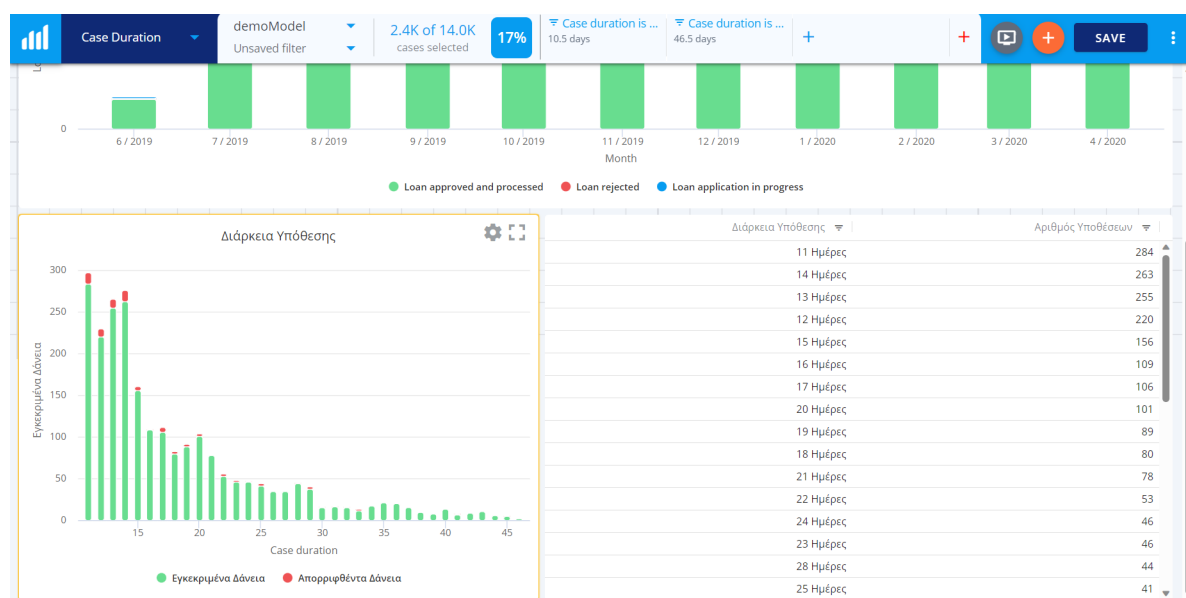 Case Duration
demoModel
Unsaved filter
2.4K of 14.0K
cases selected
17%
Case duration is ...
10.5 days
Case duration is ...
46.5 days
+
+
+
SAVE
0
6 / 2019 7 / 2019 8 / 2019 9 / 2019 10 / 2019 11 / 2019 12 / 2019 1 / 2020 2 / 2020 3 / 2020 4 / 2020
Month
Loan approved and processed Loan rejected Loan application in progress
Διάρκεια Υπόθεσης
Εγκεκριμένα Δάνεια
300
250
200
150
100
50
0
15 20 25 30 35 40 45
Case duration
Εγκεκριμένα Δάνεια Απορριφθέντα Δάνεια
Διάρκεια Υπόθεσης Αριθμός Υποθέσεων
11 Ημέρες 284
14 Ημέρες 263
13 Ημέρες 255
12 Ημέρες 220
15 Ημέρες 156
16 Ημέρες 109
17 Ημέρες 106
20 Ημέρες 101
19 Ημέρες 89
18 Ημέρες 80
21 Ημέρες 78
22 Ημέρες 53
24 Ημέρες 46
23 Ημέρες 46
28 Ημέρες 44
25 Ημέρες 41